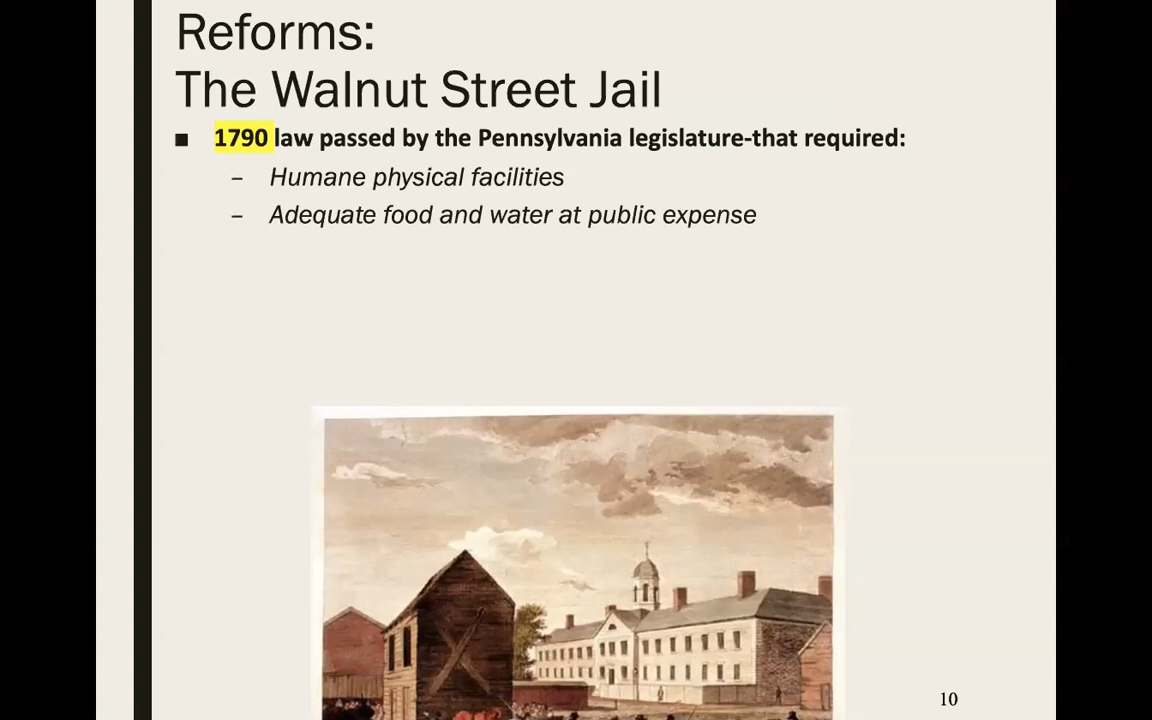 Reforms:
The Walnut Street Jail
■ 1790 law passed by the Pennsylvania legislature-that required:
– Humane physical facilities
– Adequate food and water at public expense
10